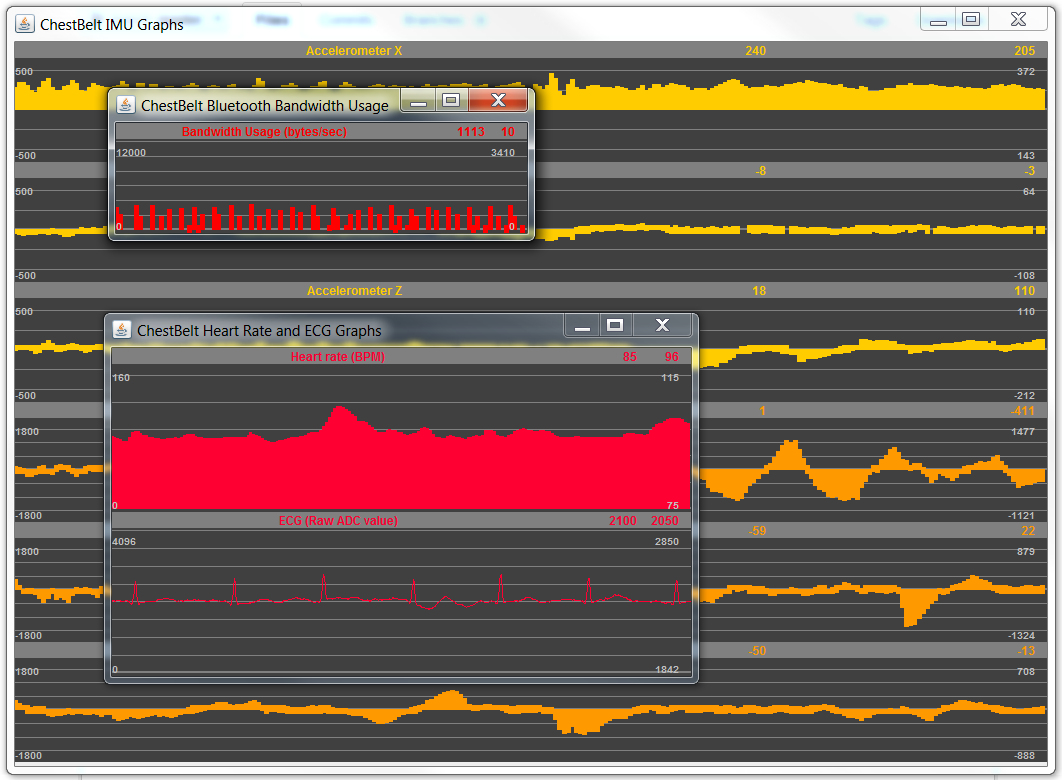 ChestBelt IMU Graphs
Accelerometer X 240 205
500 372
-500 143
-8 -3
500 64
-500 -108
Accelerometer Z 18 110
500 110
-500 -212
1 -411
1800 1477
-1800 -1121
-59 22
1800 879
-1800 -1324
-50 -13
1800 708
-1800 -888
ChestBelt Bluetooth Bandwidth Usage
Bandwidth Usage (bytes/sec) 1113 10
12000 3410
0 0
ChestBelt Heart Rate and ECG Graphs
Heart rate (BPM) 85 96
160 115
0 75
ECG (Raw ADC value) 2100 2050
4096 2850
0 1842